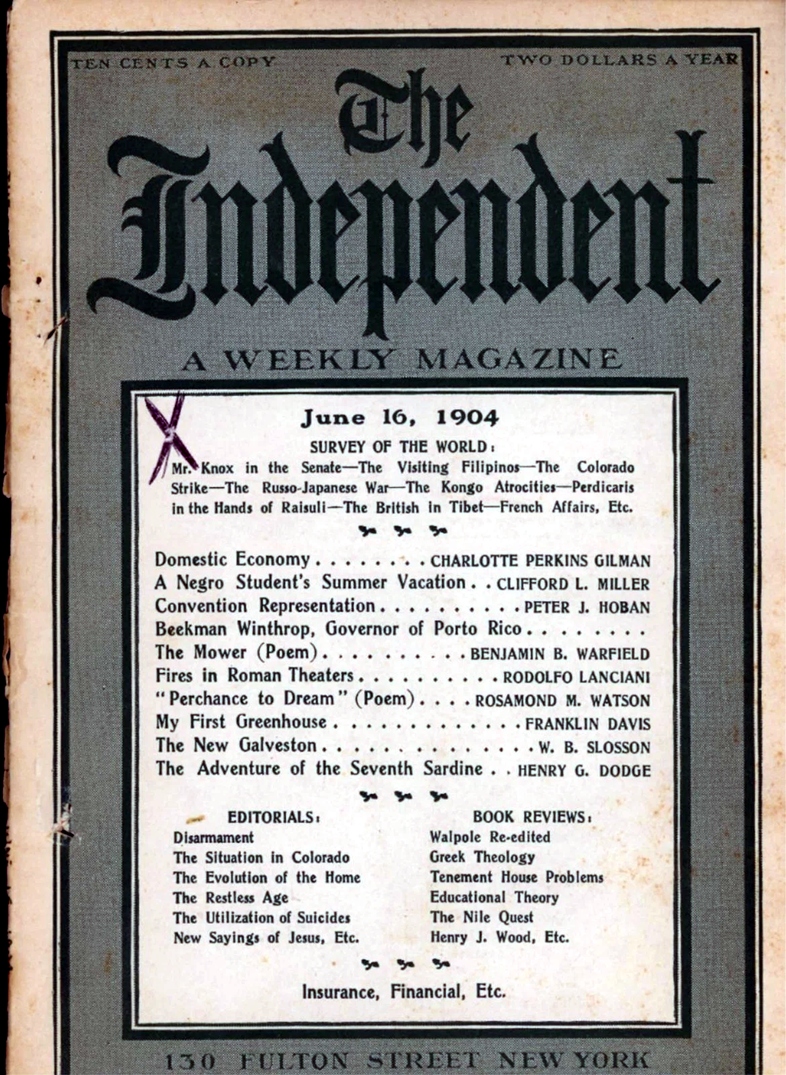 TEN CENTS A COPY
TWO DOLLARS A YEAR
The
Independent
A WEEKLY MAGAZINE
June 16, 1904
SURVEY OF THE WORLD:
Mr. Knox in the Senate—The Visiting Filipinos—The Colorado
Strike—The Russo-Japanese War—The Kongo Atrocities—Perdicaris
in the Hands of Raisuli—The British in Tibet—French Affairs, Etc.
Domestic Economy . . . . . . . . CHARLOTTE PERKINS GILMAN
A Negro Student's Summer Vacation . . CLIFFORD L. MILLER
Convention Representation . . . . . . . . . . PETER J. HOBAN
Beekman Winthrop, Governor of Porto Rico . . . . . . . .
The Mower (Poem) . . . . . . . . . . BENJAMIN B. WARFIELD
Fires in Roman Theaters . . . . . . . . . . RODOLFO LANCIANI
"Perchance to Dream" (Poem) . . . . ROSAMOND M. WATSON
My First Greenhouse . . . . . . . . . . . . . FRANKLIN DAVIS
The New Galveston . . . . . . . . . . . . . . . W. B. SLOSSON
The Adventure of the Seventh Sardine . . HENRY G. DODGE
EDITORIALS:
Disarmament
The Situation in Colorado
The Evolution of the Home
The Restless Age
The Utilization of Suicides
New Sayings of Jesus, Etc.
BOOK REVIEWS:
Walpole Re-edited
Greek Theology
Tenement House Problems
Educational Theory
The Nile Quest
Henry J. Wood, Etc.
Insurance, Financial, Etc.
130 FULTON STREET NEW YORK